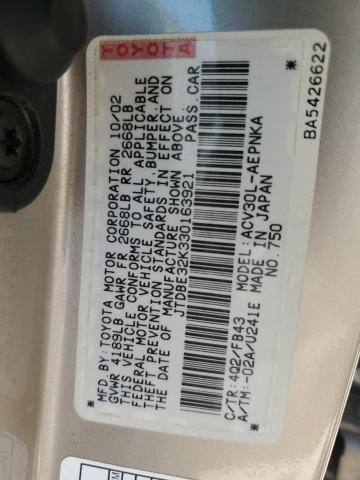 TOYOTA
MFD.BY:TOYOTA MOTOR CORPORATION 10/02
GVWR 4189LB GAWR FR 2668LB RR 2668LB
THIS VEHICLE CONFORMS TO ALL APPLICABLE
FEDERAL MOTOR VEHICLE SAFETY,BUMPER,AND
THEFT PREVENTION STANDARDS IN EFFECT ON
THE DATE OF MANUFACTURE SHOWN ABOVE.
*JTDBE32K330163921* PASS.CAR
C/TR:4Q2/FB43 MODEL:ACV30L-AEPNKA
A/TM:-02A/U241E MADE IN JAPAN
NO.750
BA5426622